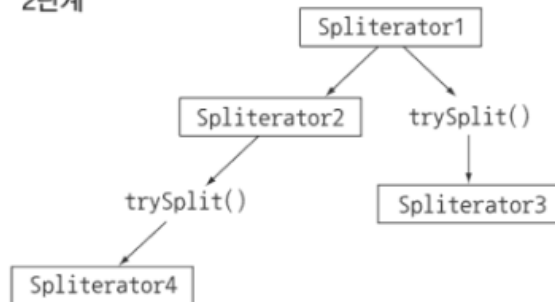 2단계
Spliterator1
Spliterator2
trySplit()
trySplit()
Spliterator3
Spliterator4